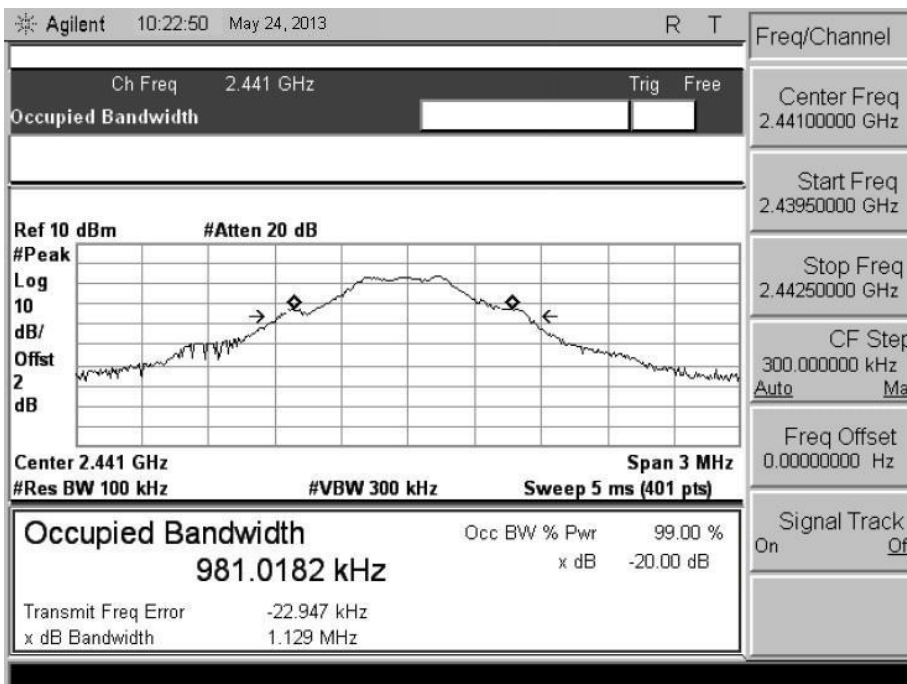 Agilent 10:22:50 May 24, 2013 R T
Freq/Channel
Ch Freq 2.441 GHz Trig Free
Occupied Bandwidth
Center Freq
2.44100000 GHz
Start Freq
2.43950000 GHz
Stop Freq
2.44250000 GHz
CF Step
300.000000 kHz
Auto Ma
Freq Offset
0.00000000 Hz
Signal Track
On Of
Ref 10 dBm #Atten 20 dB
#Peak
Log
10
dB/
Offst
2
dB
Center 2.441 GHz Span 3 MHz
#Res BW 100 kHz #VBW 300 kHz Sweep 5 ms (401 pts)
Occupied Bandwidth Occ BW % Pwr 99.00 %
981.0182 kHz x dB -20.00 dB
Transmit Freq Error -22.947 kHz
x dB Bandwidth 1.129 MHz